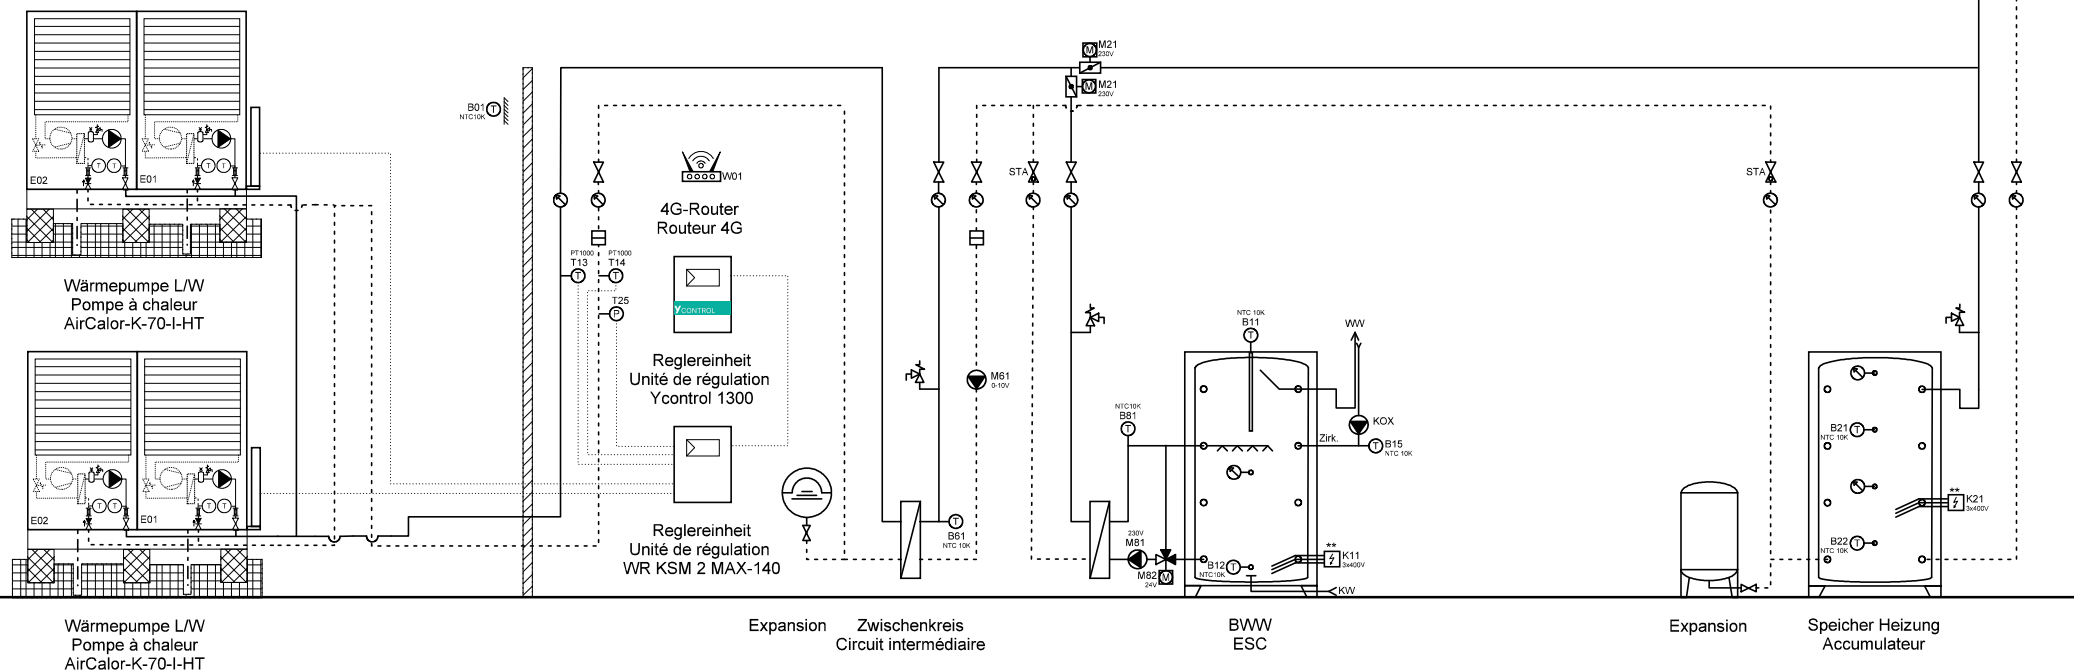 M21
230V
M21
230V
B01
T
NTC10K
T T
T T
E02
E01
STA
STA
W01
4G-Router
Routeur 4G
PT1000
T13
T
PT1000
T14
T
T25
P
Wärmepumpe L/W
Pompe à chaleur
AirCalor-K-70-I-HT
YCONTROL
Reglereinheit
Unité de régulation
Ycontrol 1300
M61
0-10V
NTC 10K
B11
T
WW
NTC10K
B81
T
KOX
Zirk.
T
B15
NTC 10K
B21
T
NTC 10K
T T
T T
E02
E01
Reglereinheit
Unité de régulation
WR KSM 2 MAX-140
T
B61
NTC 10K
230V
M81
M82
24V
M
B12
T
NTC10K
**
K11
3x400V
KW
**
K21
3x400V
B22
T
NTC 10K
Wärmepumpe L/W
Pompe à chaleur
AirCalor-K-70-I-HT
Expansion
Zwischenkreis
Circuit intermédiaire
BWW
ESC
Expansion
Speicher Heizung
Accumulateur